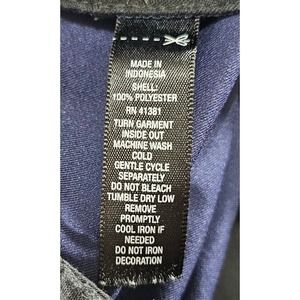 MADE IN
INDONESIA
SHELL:
100% POLYESTER
RN 41381
TURN GARMENT
INSIDE OUT
MACHINE WASH
COLD
GENTLE CYCLE
SEPARATELY
DO NOT BLEACH
TUMBLE DRY LOW
REMOVE
PROMPTLY
COOL IRON IF
NEEDED
DO NOT IRON
DECORATION